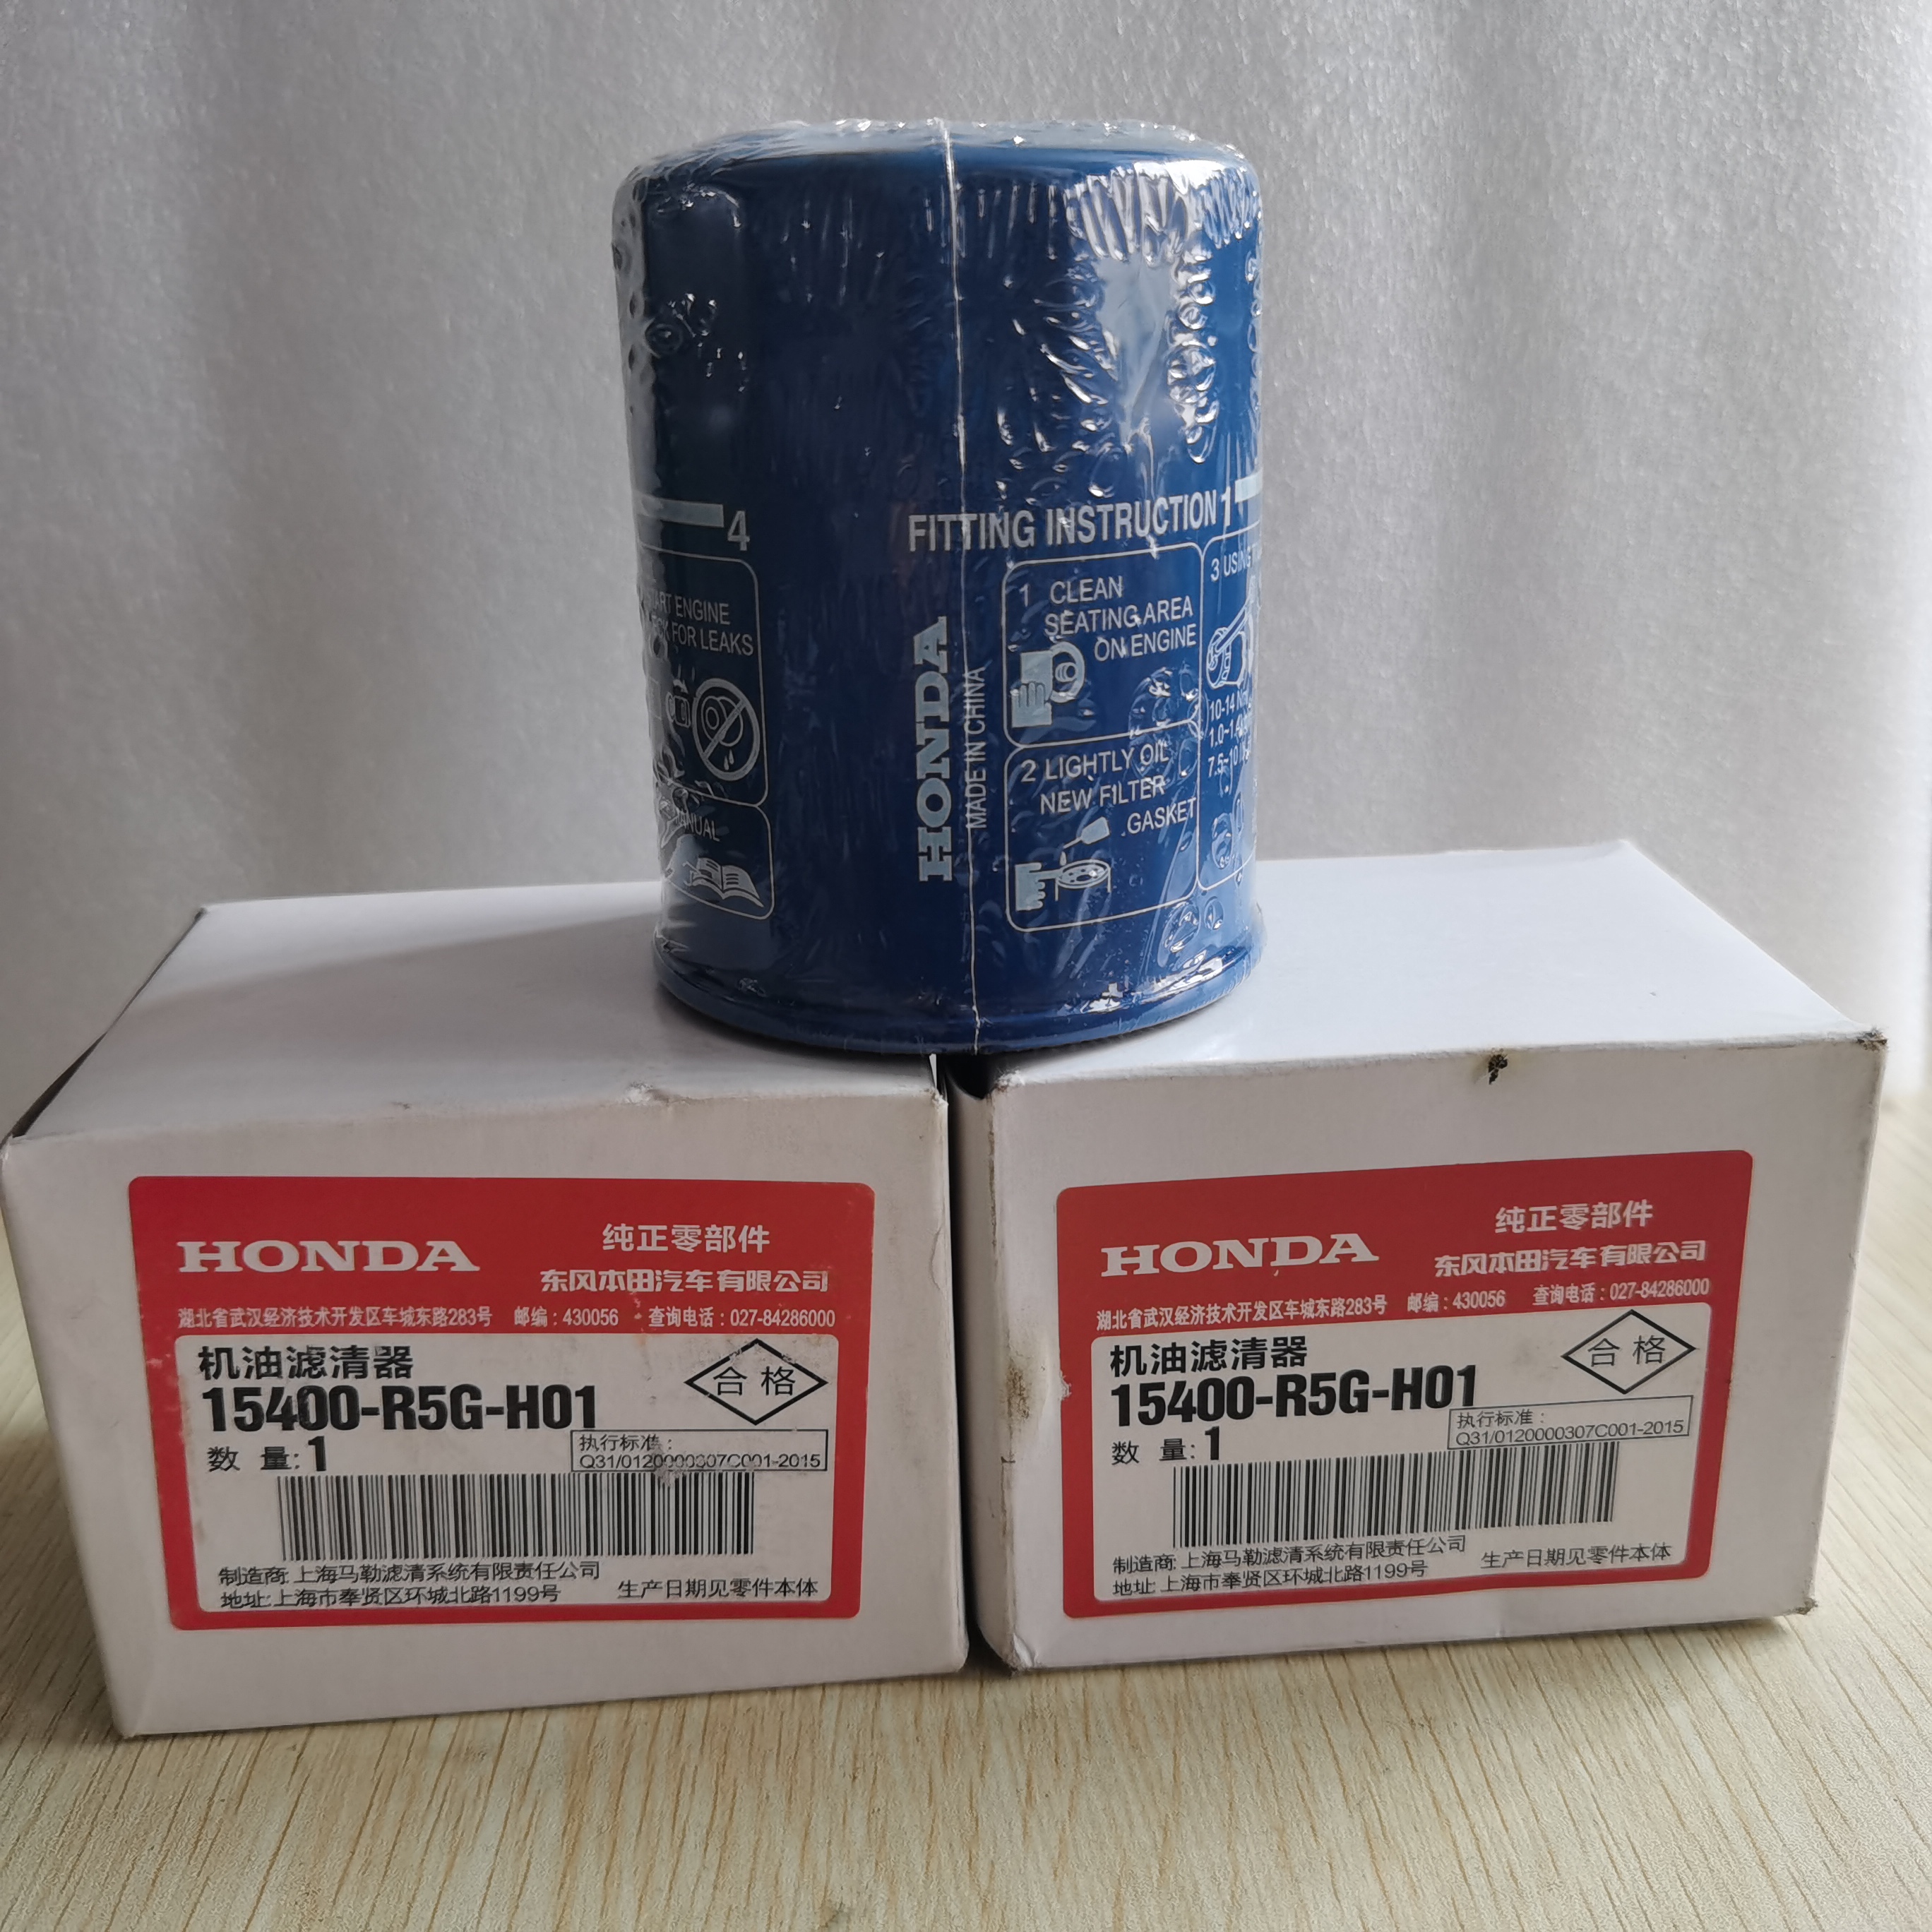 4
ENGINE
FOR LEAKS
MANUAL
HONDA
MADE IN CHINA
FITTING INSTRUCTION 1
1 CLEAN
SEATING AREA
ON ENGINE
2 LIGHTLY OIL
NEW FILTER
GASKET
3 USING
10-14
HONDA
纯正零部件
东风本田汽车有限公司
湖北省武汉经济技术开发区车城东路283号 邮编：430056 查询电话：027-84286000
机油滤清器
15400-R5G-H01
合格
数 量:1
执行标准：
Q31/0120000307C001-2015
制造商:上海马勒滤清系统有限责任公司
地址:上海市奉贤区环城北路1199号
生产日期见零件本体
HONDA
纯正零部件
东风本田汽车有限公司
湖北省武汉经济技术开发区车城东路283号 邮编：430056 查询电话：027-84286000
机油滤清器
15400-R5G-H01
合格
数 量:1
执行标准：
Q31/0120000307C001-2015
制造商:上海马勒滤清系统有限责任公司
地址:上海市奉贤区环城北路1199号
生产日期见零件本体